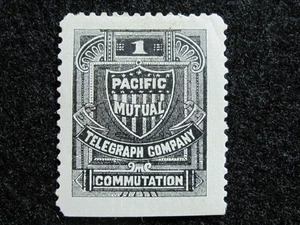 1
PACIFIC
MUTUAL
TELEGRAPH COMPANY
COMMUTATION